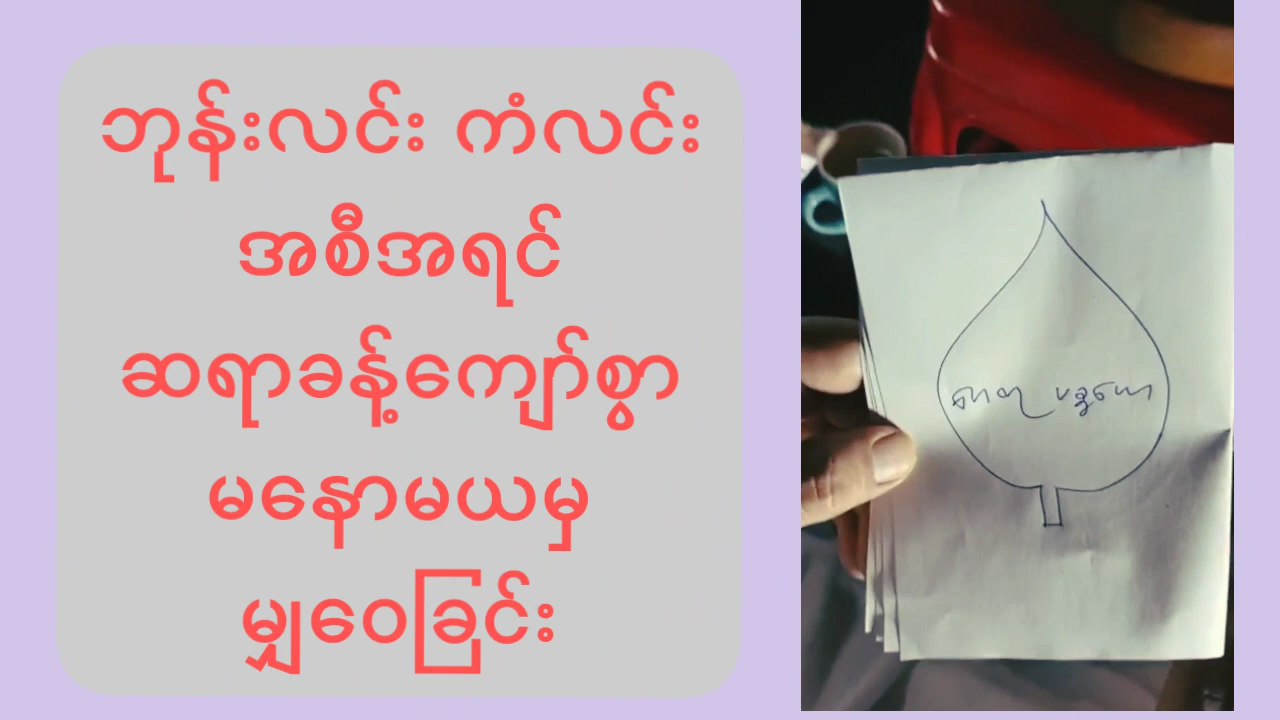 ဘုန်းလင်း ကံလင်း
အစီအရင်
ဆရာခန့်ကျော်စွာ
မနောမယမှ
မျှဝေခြင်း